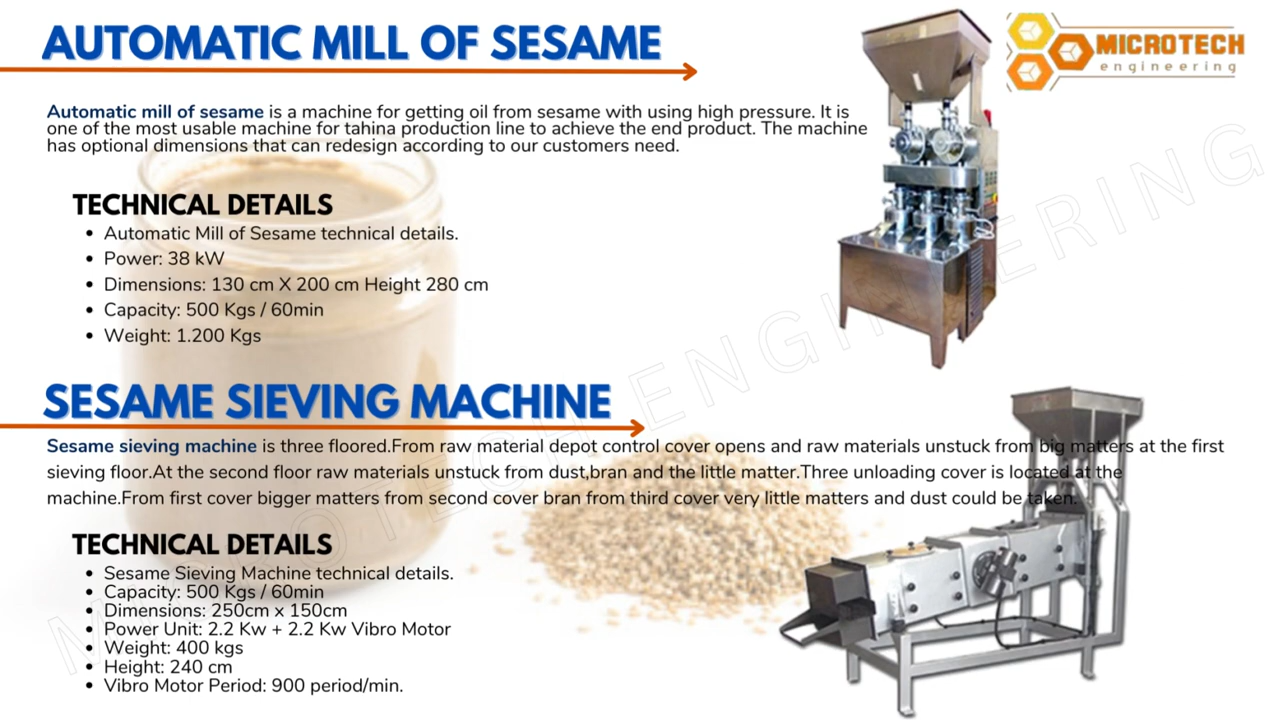 AUTOMATIC MILL OF SESAME
MICROTECH
engineering
Automatic mill of sesame is a machine for getting oil from sesame with using high pressure. It is
one of the most usable machine for tahina production line to achieve the end product. The machine
has optional dimensions that can redesign according to our customers need.
TECHNICAL DETAILS
• Automatic Mill of Sesame technical details.
• Power: 38 kW
• Dimensions: 130 cm X 200 cm Height 280 cm
• Capacity: 500 Kgs / 60min
• Weight: 1.200 Kgs
SESAME SIEVING MACHINE
Sesame sieving machine is three floored.From raw material depot control cover opens and raw materials unstuck from big matters at the first
sieving floor.At the second floor raw materials unstuck from dust,bran and the little matter.Three unloading cover is located at the
machine.From first cover bigger matters from second cover bran from third cover very little matters and dust could be taken.
TECHNICAL DETAILS
• Sesame Sieving Machine technical details.
• Capacity: 500 Kgs / 60min
• Dimensions: 250cm x 150cm
• Power Unit: 2.2 Kw + 2.2 Kw Vibro Motor
• Weight: 400 kgs
• Height: 240 cm
• Vibro Motor Period: 900 period/min.
MICROTECH ENGINEERING